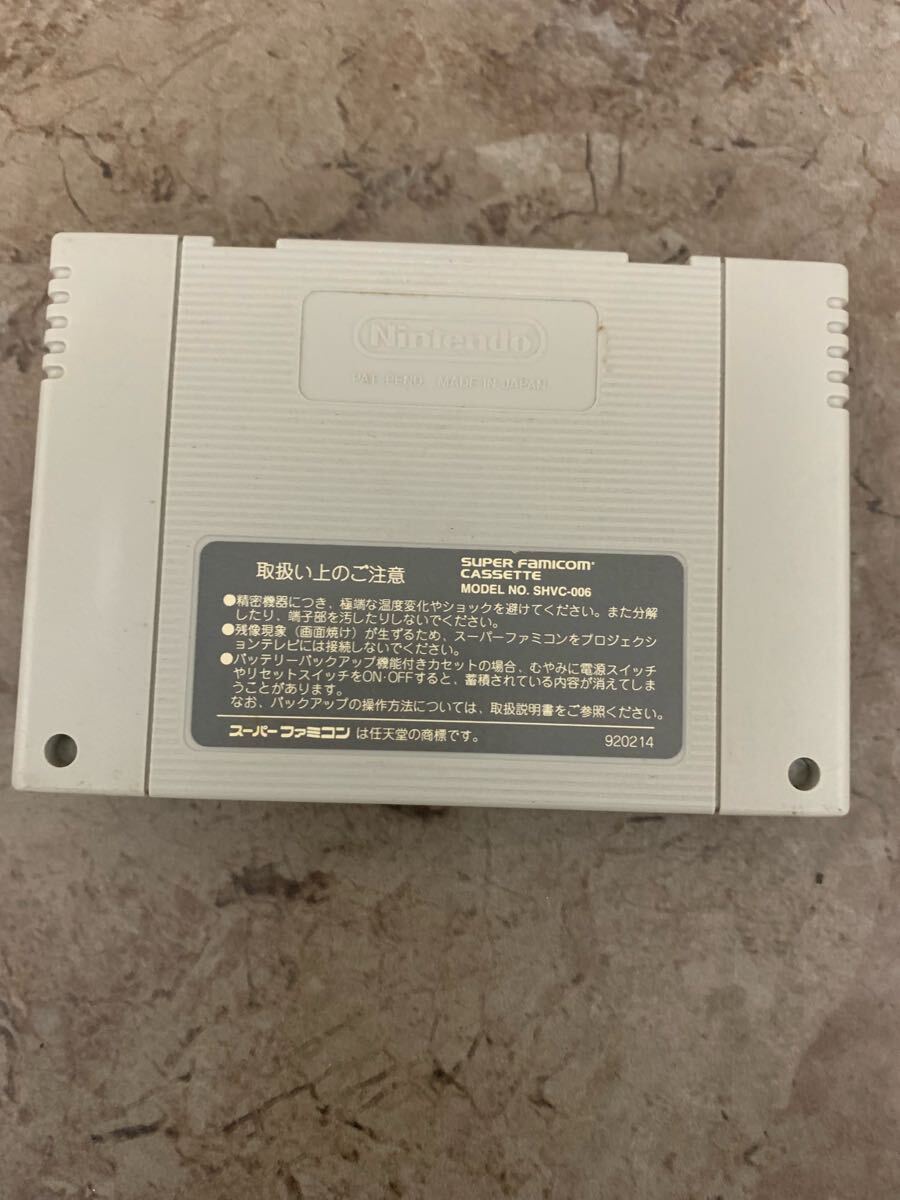 Nintendo
PAT. PEND. MADE IN JAPAN
取扱い上のご注意
SUPER FAMICOM
CASSETTE
MODEL NO. SHVC-006
●精密機器につき、極端な温度変化やショックを避けてください。また分解
したり、端子部を汚したりしないでください。
●残像現象（画面焼け）が生ずるため、スーパーファミコンをプロジェクシ
ョンテレビには接続しないでください。
●バッテリーバックアップ機能付きカセットの場合、むやみに電源スイッチ
やリセットスイッチをON・OFFすると、蓄積されている内容が消えてしま
うことがあります。
なお、バックアップの操作方法については、取扱説明書をご参照ください。
スーパーファミコン は任天堂の商標です。
920214